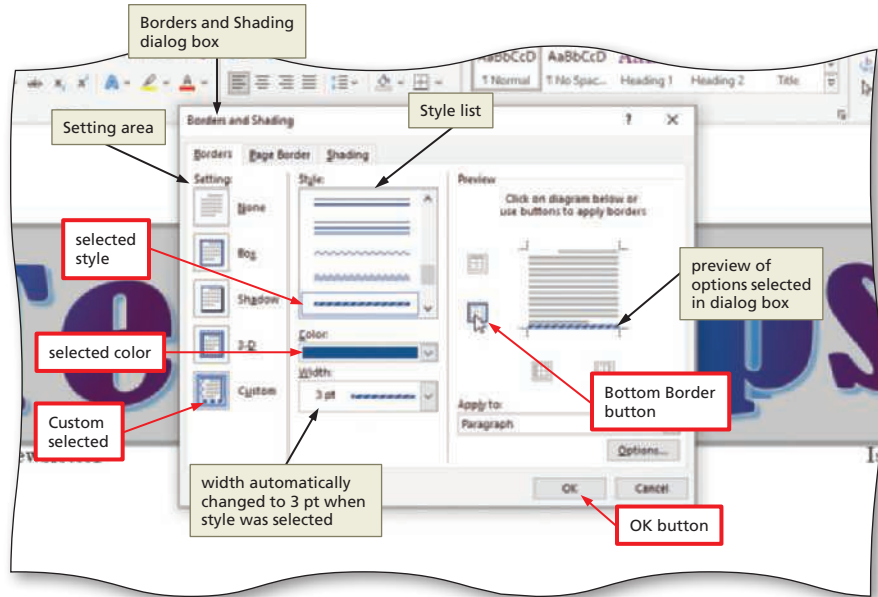 Borders and Shading
dialog box
AaBbCcD AaBbCcD
¶ Normal ¶ No Spac... Heading 1 Heading 2 Title
Setting area
Style list
Borders and Shading ? ×
Borders Page Border Shading
Setting:
None
Box
Shadow
3-D
Custom
Style:
Color:
Width:
3 pt
Preview
Click on diagram below or
use buttons to apply borders
Apply to:
Paragraph
Options...
OK Cancel
selected
style
selected color
Custom
selected
width automatically
changed to 3 pt when
style was selected
preview of
options selected
in dialog box
Bottom Border
button
OK button
Te
ps